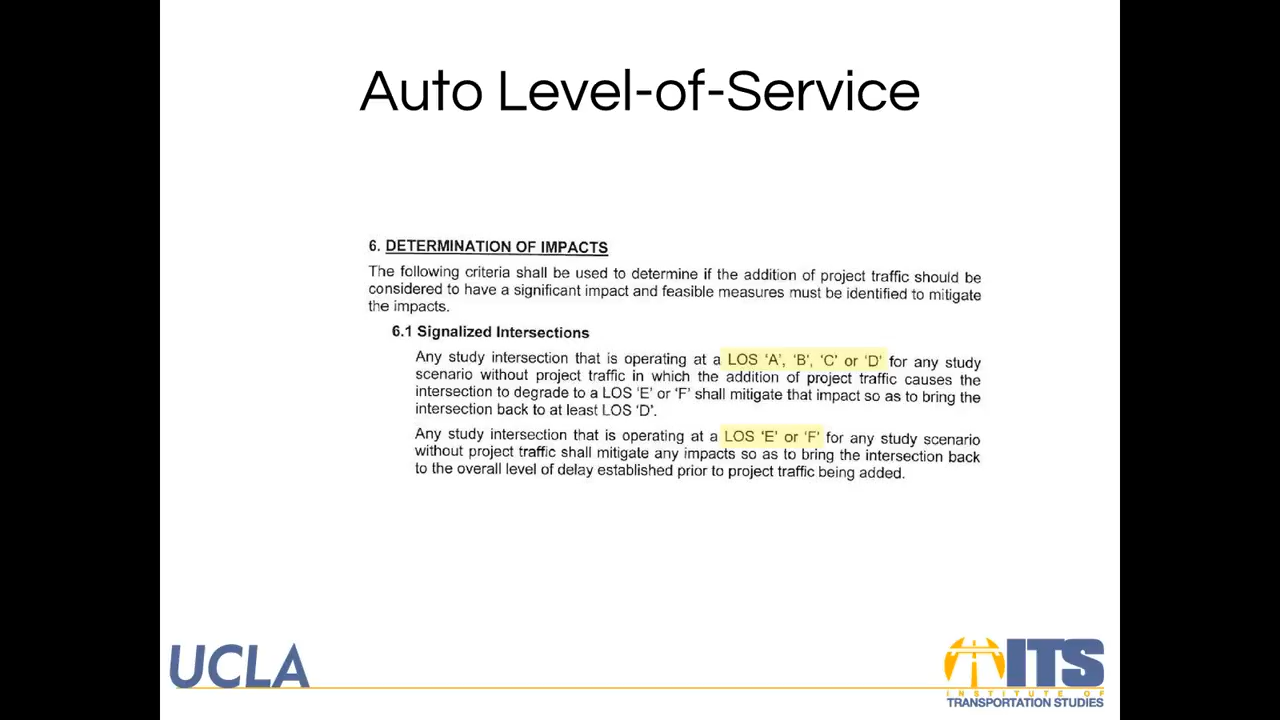 Auto Level-of-Service
6. DETERMINATION OF IMPACTS
The following criteria shall be used to determine if the addition of project traffic should be
considered to have a significant impact and feasible measures must be identified to mitigate
the impacts.
6.1 Signalized Intersections
Any study intersection that is operating at a LOS ‘A’, ‘B’, ‘C’ or ‘D’ for any study
scenario without project traffic in which the addition of project traffic causes the
intersection to degrade to a LOS ‘E’ or ‘F’ shall mitigate that impact so as to bring the
intersection back to at least LOS ‘D’.
Any study intersection that is operating at a LOS ‘E’ or ‘F’ for any study scenario
without project traffic shall mitigate any impacts so as to bring the intersection back
to the overall level of delay established prior to project traffic being added.
UCLA
ITS
INSTITUTE OF
TRANSPORTATION STUDIES